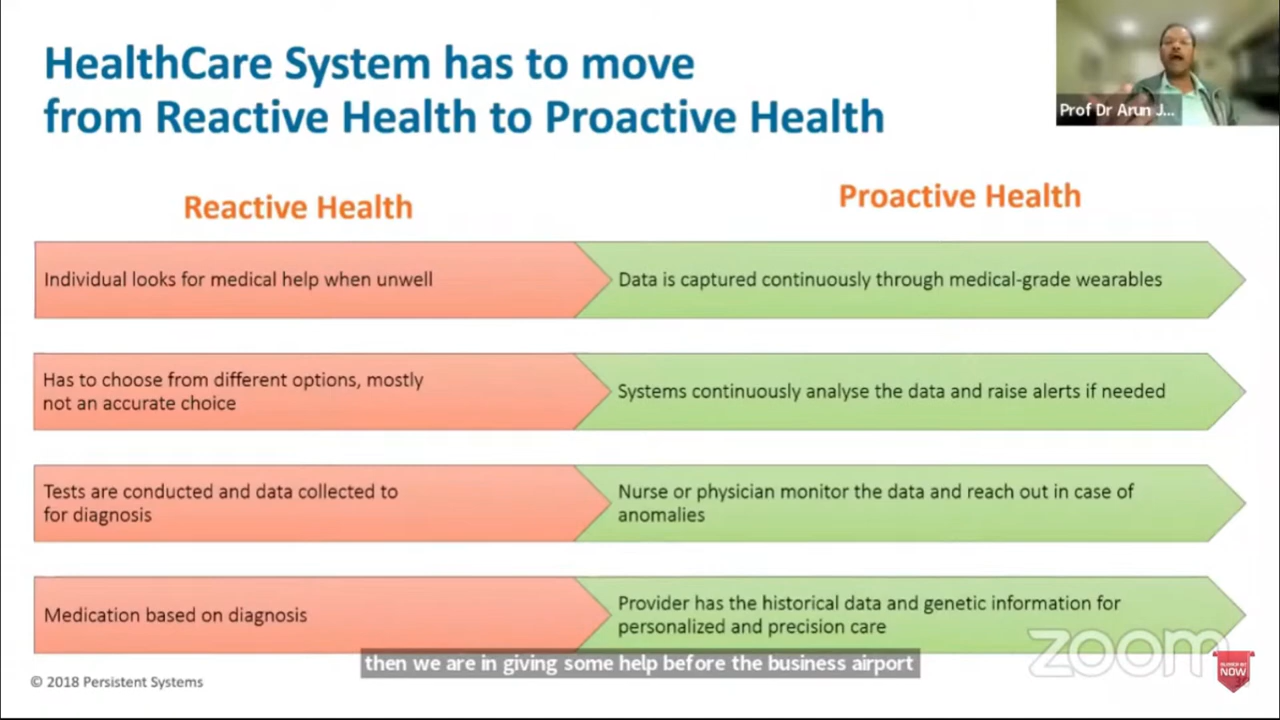 HealthCare System has to move
from Reactive Health to Proactive Health
Prof Dr Arun J...
Reactive Health
Proactive Health
Individual looks for medical help when unwell
Data is captured continuously through medical-grade wearables
Has to choose from different options, mostly
not an accurate choice
Systems continuously analyse the data and raise alerts if needed
Tests are conducted and data collected to
for diagnosis
Nurse or physician monitor the data and reach out in case of
anomalies
Medication based on diagnosis
Provider has the historical data and genetic information for
personalized and precision care
zoom
then we are in giving some help before the business airport
© 2018 Persistent Systems
NOW